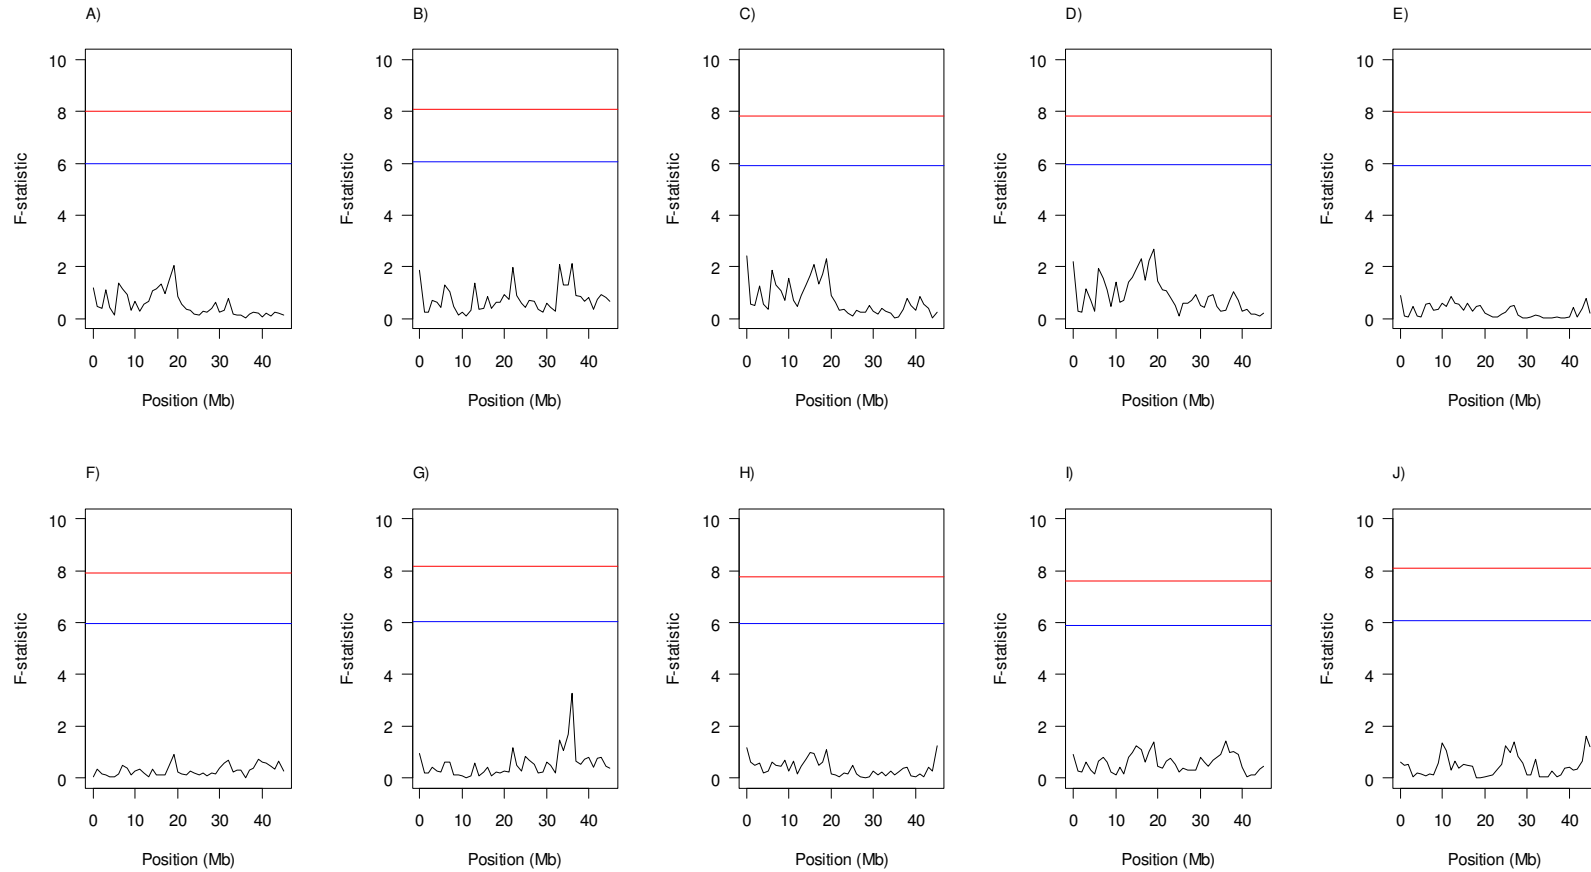 A) B) C) D) E)
10 10 10 10 10
8 8 8 8 8
6 6 6 6 6
4 4 4 4 4
2 2 2 2 2
0 0 0 0 0
F-statistic F-statistic F-statistic F-statistic F-statistic
0 10 20 30 40 0 10 20 30 40 0 10 20 30 40 0 10 20 30 40 0 10 20 30 40
Position (Mb) Position (Mb) Position (Mb) Position (Mb) Position (Mb)
F) G) H) I) J)
10 10 10 10 10
8 8 8 8 8
6 6 6 6 6
4 4 4 4 4
2 2 2 2 2
0 0 0 0 0
F-statistic F-statistic F-statistic F-statistic F-statistic
0 10 20 30 40 0 10 20 30 40 0 10 20 30 40 0 10 20 30 40 0 10 20 30 40
Position (Mb) Position (Mb) Position (Mb) Position (Mb) Position (Mb)